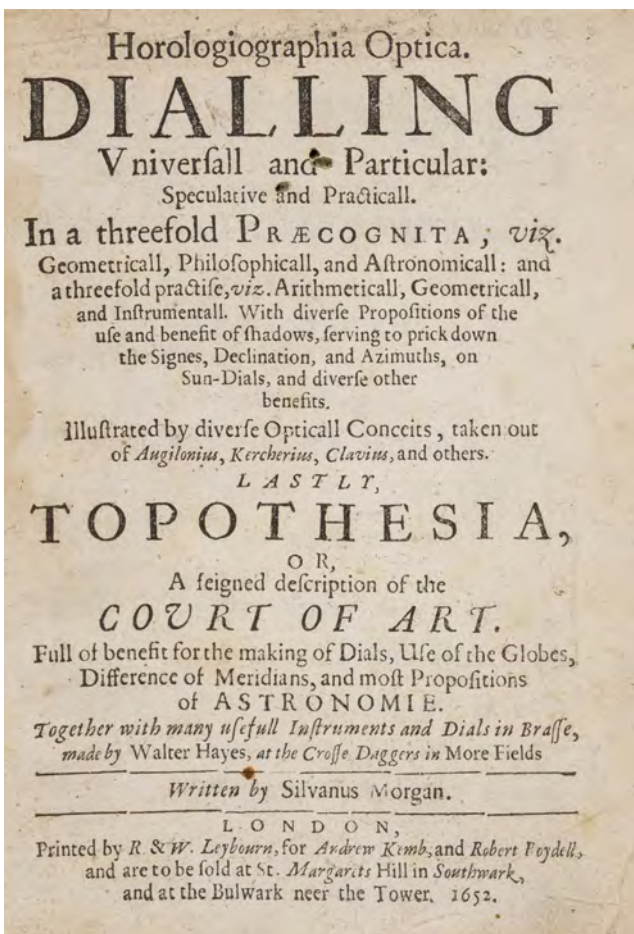 Horologiographia Optica.
DIALLING
Vniverſall and Particular:
Speculative and Practicall.
In a threefold PRÆCOGNITA, viz.
Geometricall, Philoſophicall, and Aſtronomicall: and
a threefold practiſe, viz. Arithmeticall, Geometricall,
and Inſtrumentall. With diverſe Propoſitions of the
uſe and benefit of ſhadows, ſerving to prick down
the Signes, Declination, and Azimuths, on
Sun-Dials, and diverſe other
benefits.
Illuſtrated by diverſe Opticall Conceits, taken out
of Augilonius, Kercherius, Clavius, and others.
LASTLY,
TOPOTHESIA,
OR,
A feigned deſcription of the
COVRT OF ART.
Full of benefit for the making of Dials, Uſe of the Globes,
Difference of Meridians, and moſt Propoſitions
of ASTRONOMIE.
Together with many uſefull Inſtruments and Dials in Braſſe,
made by Walter Hayes, at the Croſſe Daggers in More Fields
Written by Silvanus Morgan.
LONDON,
Printed by R. & W. Leybourn, for Andrew Kemb, and Robert Boydell,
and are to be ſold at St. Margarets Hill in Southwark,
and at the Bulwark neer the Tower. 1652.